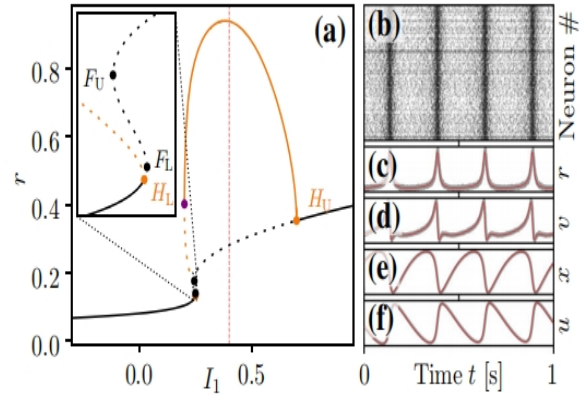 (a)
F_U
F_L
H_L
H_U
0.8
0.6
0.4
0.2
0.0
r
0.0
0.5
I_1
(b)
Neuron #
(c)
r
(d)
v
(e)
x
(f)
u
0
Time t [s]
1